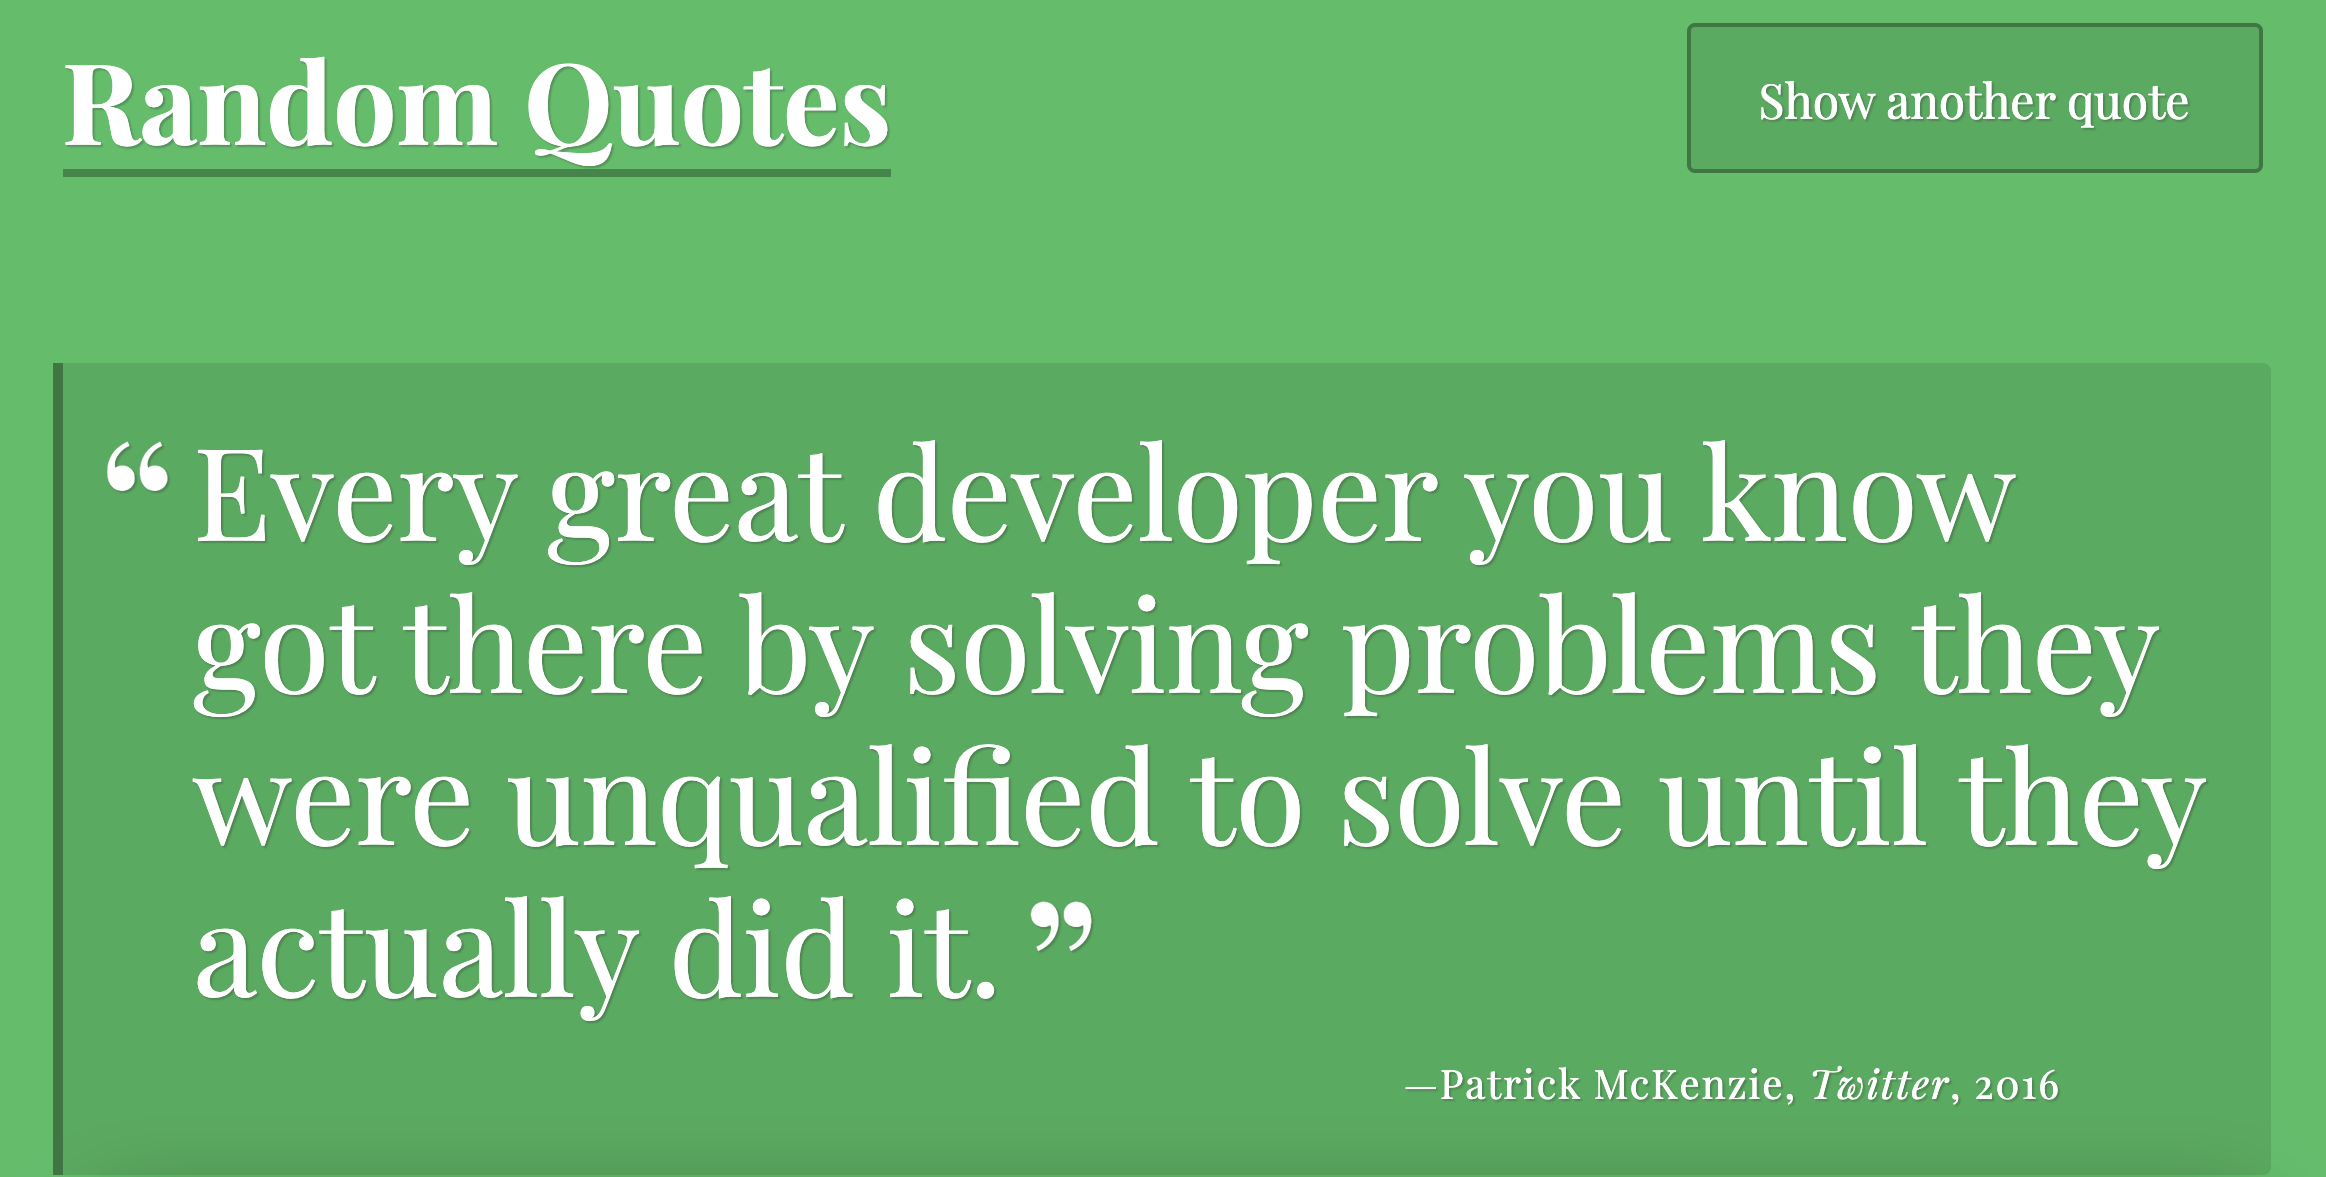 Random Quotes
Show another quote
“Every great developer you know
got there by solving problems they
were unqualified to solve until they
actually did it.”
—Patrick McKenzie, Twitter, 2016